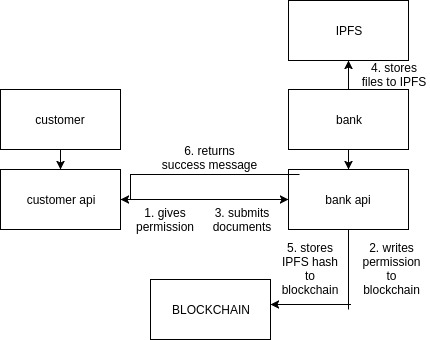 IPFS
4. stores
files to IPFS
customer
bank
6. returns
success message
customer api
bank api
1. gives
permission
3. submits
documents
5. stores
IPFS hash
to
blockchain
2. writes
permission
to
blockchain
BLOCKCHAIN